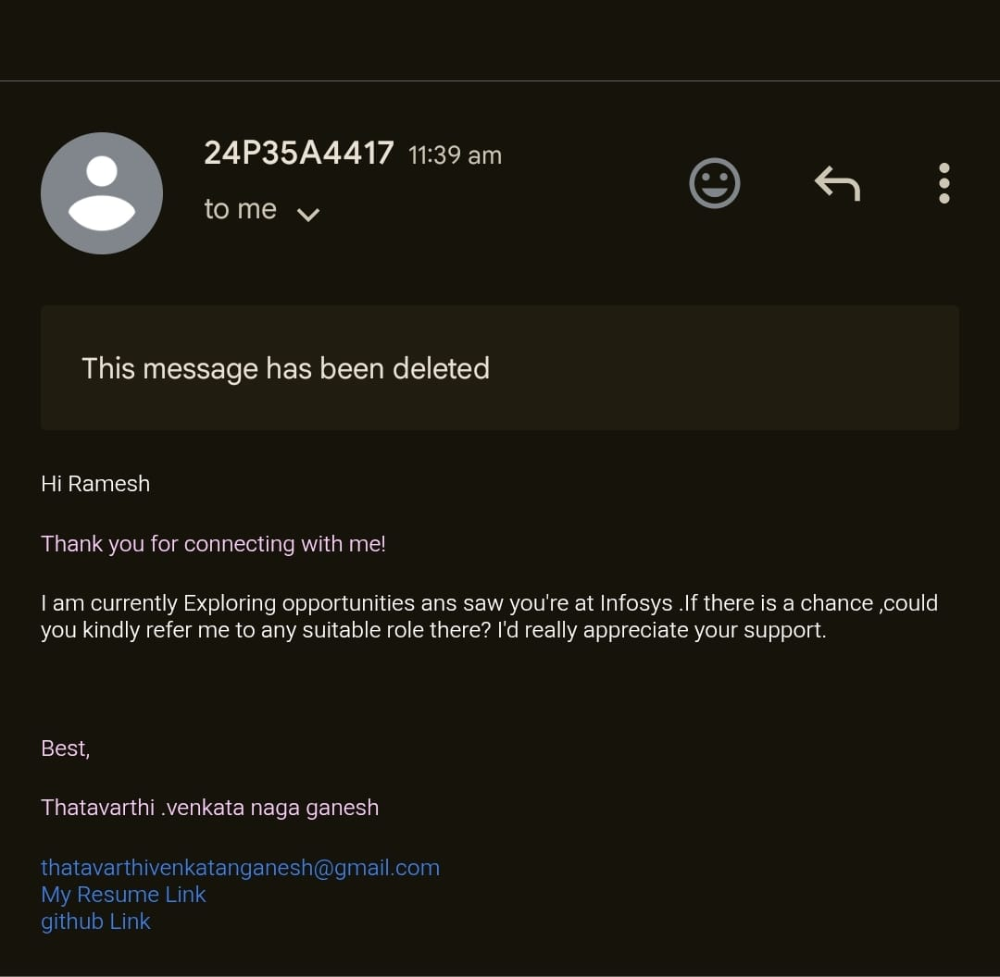 24P35A4417 11:39 am
to me
This message has been deleted
Hi Ramesh
Thank you for connecting with me!
I am currently Exploring opportunities ans saw you're at Infosys .If there is a chance ,could
you kindly refer me to any suitable role there? I'd really appreciate your support.
Best,
Thatavarthi .venkata naga ganesh
thatavarthivenkatanganesh@gmail.com
My Resume Link
github Link